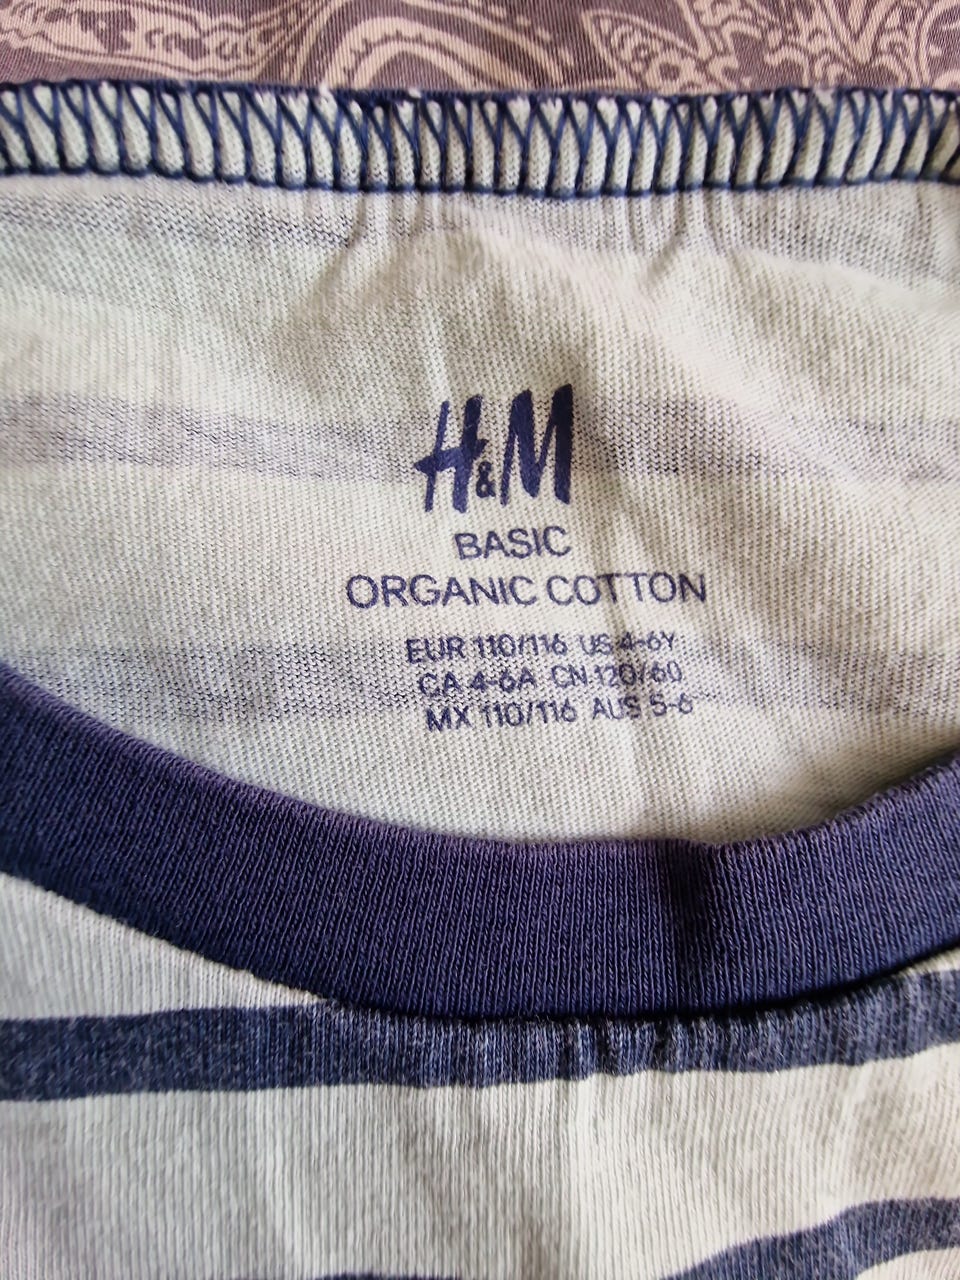 H&M
BASIC
ORGANIC COTTON
EUR 110/116 US 4-6Y
CA 4-6A CN 120/60
MX 110/116 AUS 5-6